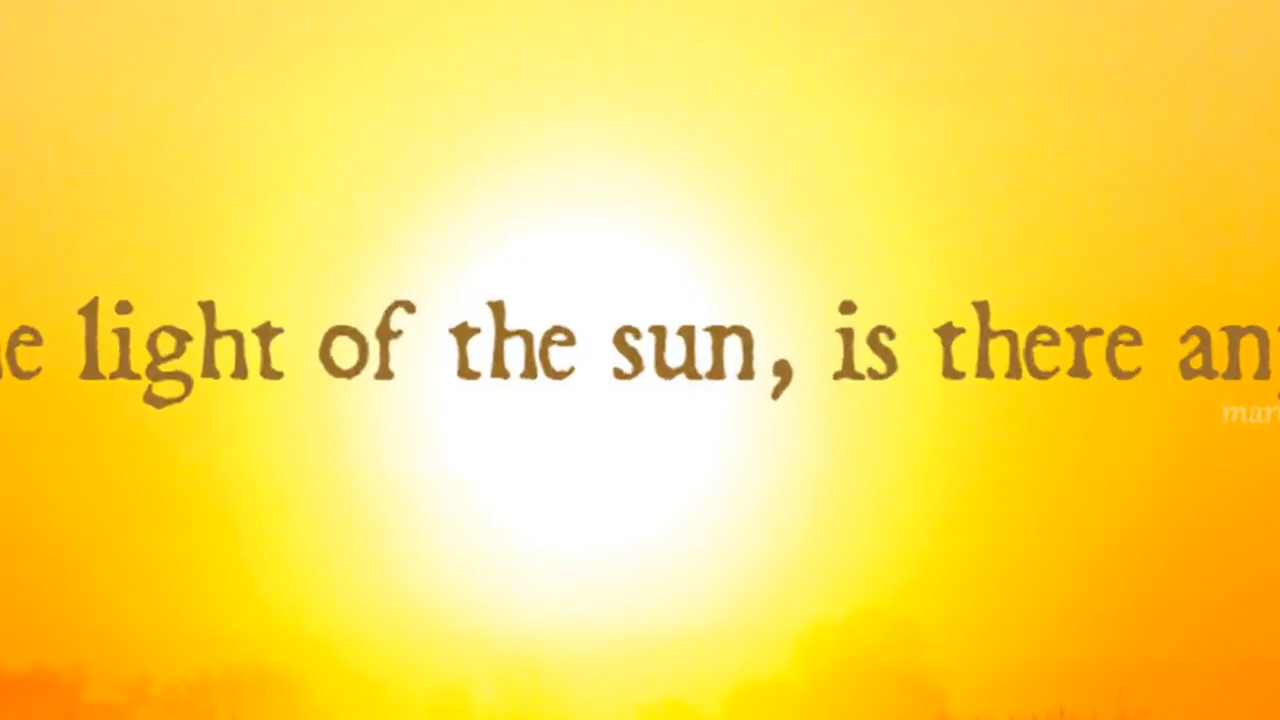 light of the sun, is there